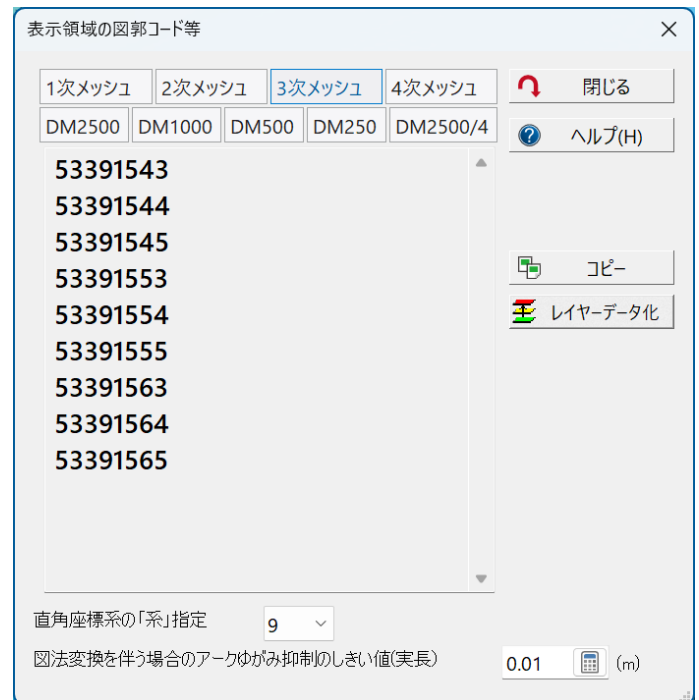 表示領域の図郭コード等
1次メッシュ 2次メッシュ 3次メッシュ 4次メッシュ
DM2500 DM1000 DM500 DM250 DM2500/4
閉じる
ヘルプ(H)
53391543
53391544
53391545
53391553
53391554
53391555
53391563
53391564
53391565
コピー
レイヤーデータ化
直角座標系の「系」指定 9
図法変換を伴う場合のアークゆがみ抑制のしきい値(実長) 0.01 (m)